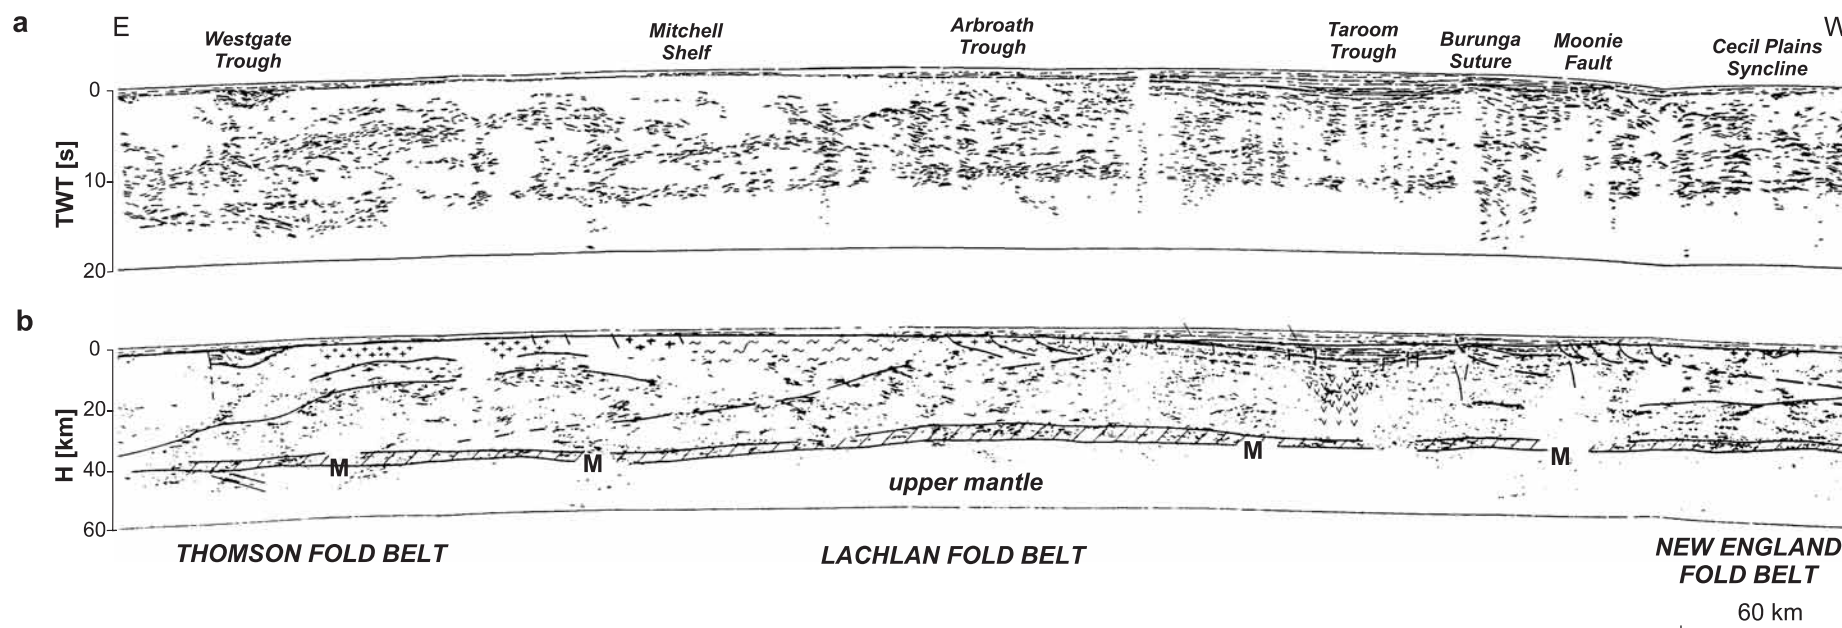 a
E
W
Westgate
Trough
Mitchell
Shelf
Arbroath
Trough
Taroom
Trough
Burunga
Suture
Moonie
Fault
Cecil Plains
Syncline
TWT [s]
0
10
20
b
H [km]
0
20
40
60
M
M
M
M
upper mantle
THOMSON FOLD BELT
LACHLAN FOLD BELT
NEW ENGLAND
FOLD BELT
60 km